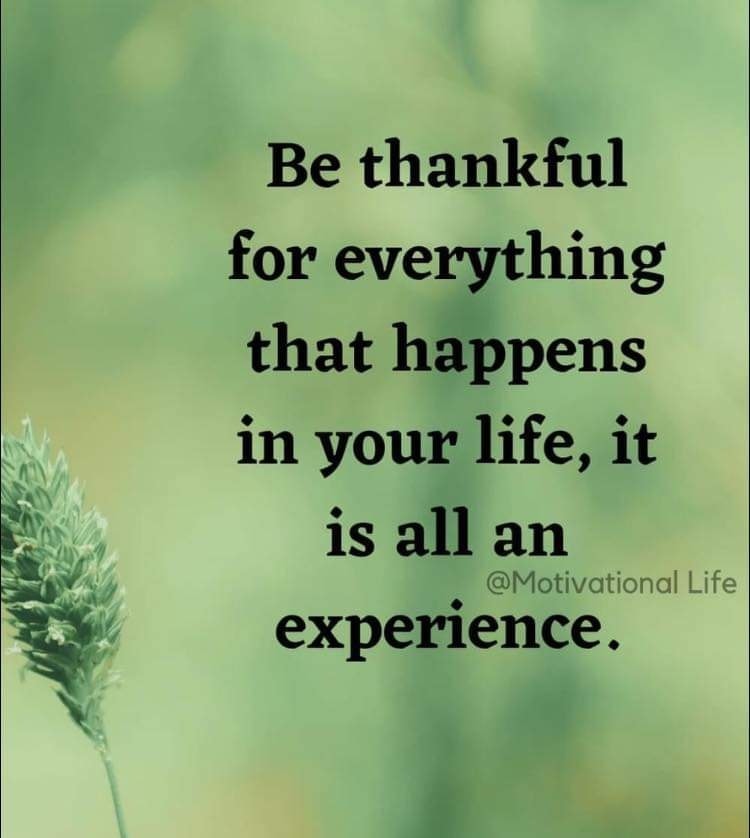 Be thankful
for everything
that happens
in your life, it
is all an
@Motivational Life
experience.